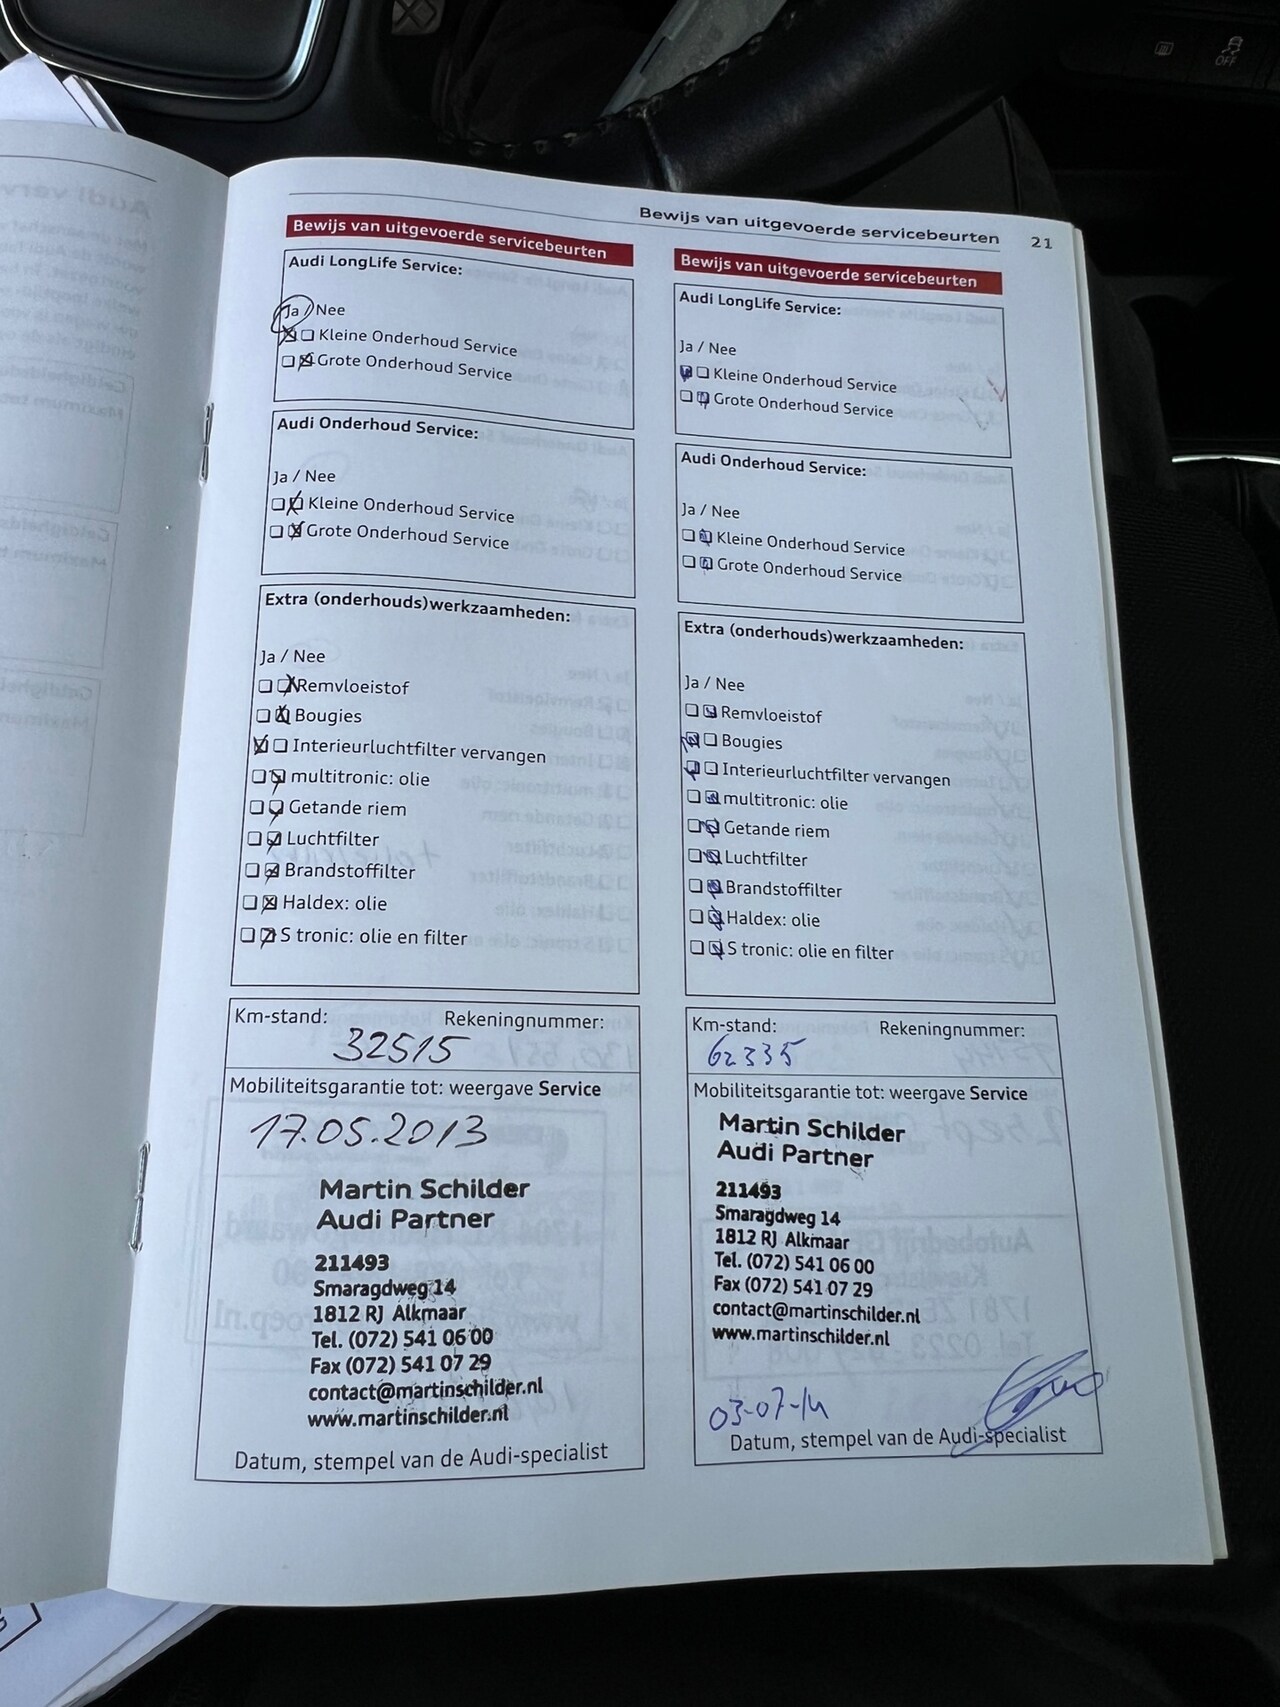 Bewijs van uitgevoerde servicebeurten 21
Bewijs van uitgevoerde servicebeurten
Audi LongLife Service:
Ja / Nee
Kleine Onderhoud Service
Grote Onderhoud Service
Audi Onderhoud Service:
Ja / Nee
Kleine Onderhoud Service
Grote Onderhoud Service
Extra (onderhouds)werkzaamheden:
Ja / Nee
Remvloeistof
Bougies
Interieurluchtfilter vervangen
multitronic: olie
Getande riem
Luchtfilter
Brandstoffilter
Haldex: olie
S tronic: olie en filter
Km-stand: Rekeningnummer:
32515
Mobiliteitsgarantie tot: weergave Service
17.05.2013
Martin Schilder
Audi Partner
211493
Smaragdweg 14
1812 RJ Alkmaar
Tel. (072) 541 06 00
Fax (072) 541 07 29
contact@martinschilder.nl
www.martinschilder.nl
Datum, stempel van de Audi-specialist
Bewijs van uitgevoerde servicebeurten
Audi LongLife Service:
Ja / Nee
Kleine Onderhoud Service
Grote Onderhoud Service
Audi Onderhoud Service:
Ja / Nee
Kleine Onderhoud Service
Grote Onderhoud Service
Extra (onderhouds)werkzaamheden:
Ja / Nee
Remvloeistof
Bougies
Interieurluchtfilter vervangen
multitronic: olie
Getande riem
Luchtfilter
Brandstoffilter
Haldex: olie
S tronic: olie en filter
Km-stand: Rekeningnummer:
62335
Mobiliteitsgarantie tot: weergave Service
Martin Schilder
Audi Partner
211493
Smaragdweg 14
1812 RJ Alkmaar
Tel. (072) 541 06 00
Fax (072) 541 07 29
contact@martinschilder.nl
www.martinschilder.nl
03-07-14
Datum, stempel van de Audi-specialist
OFF